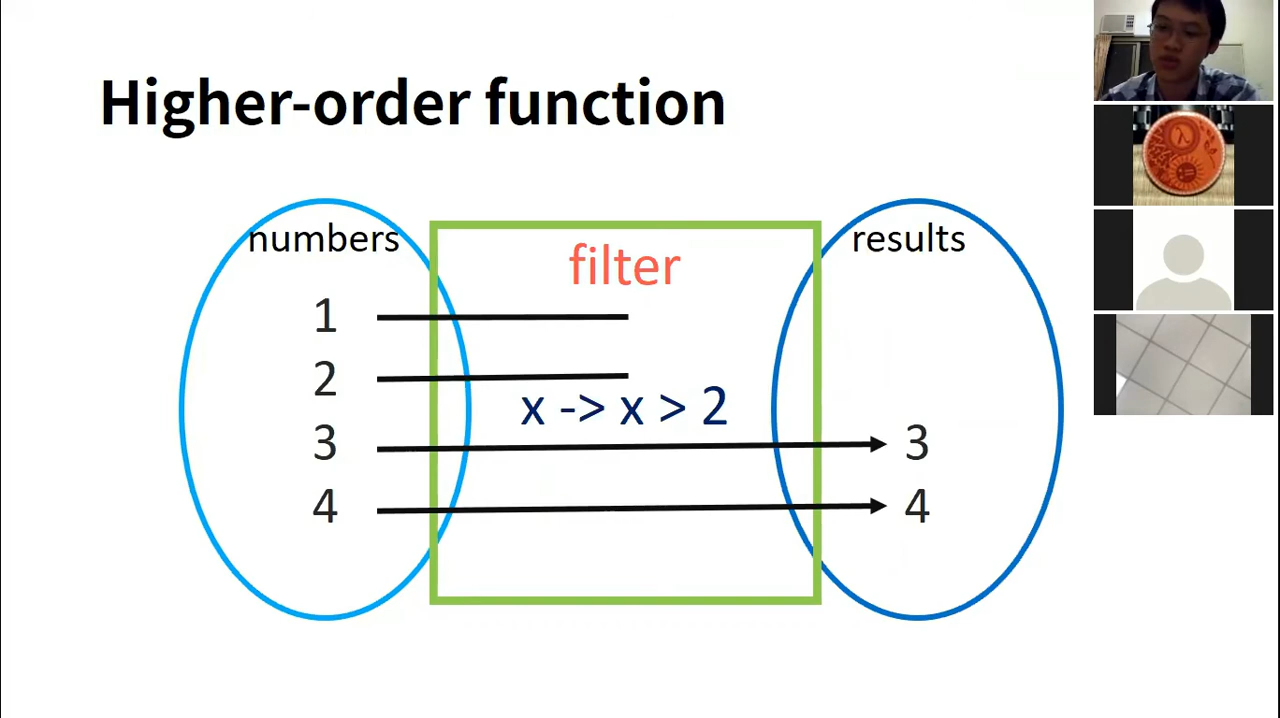 Higher-order function
numbers
filter
results
1
2
x -> x > 2
3
3
4
4
λ